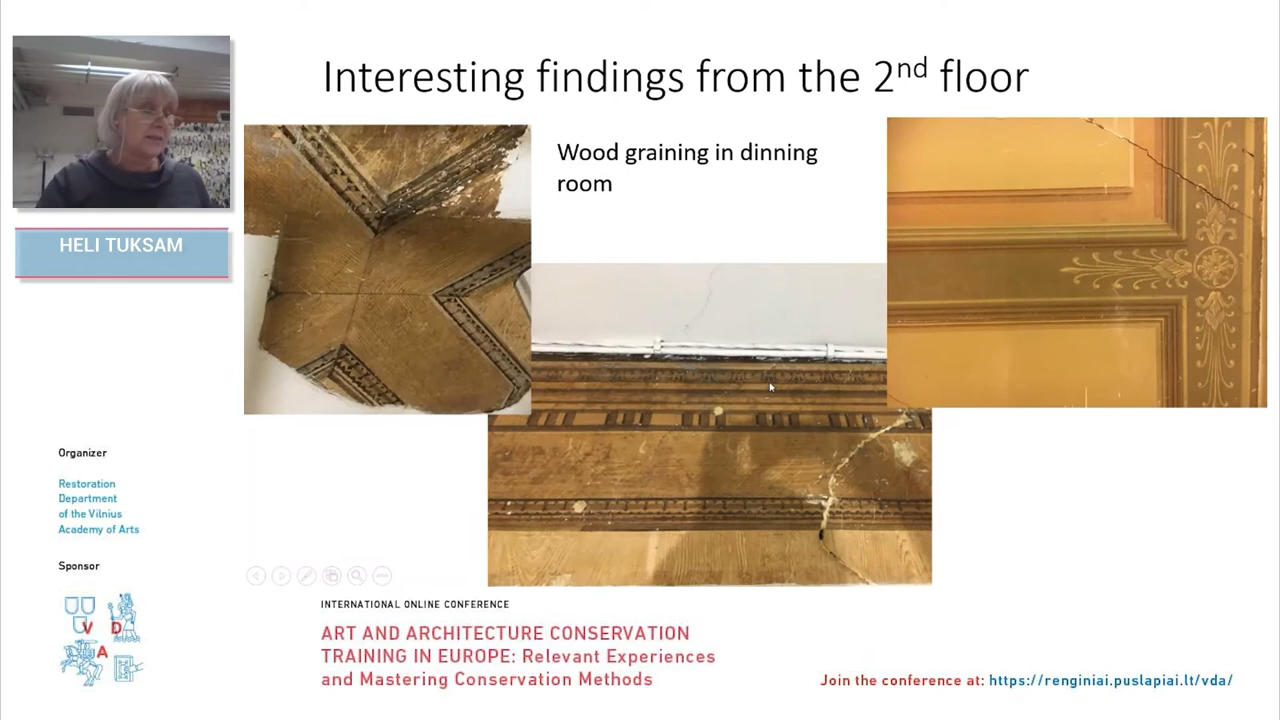 Interesting findings from the 2nd floor
Wood graining in dinning
room
HELI TUKSAM
Organizer
Restoration
Department
of the Vilnius
Academy of Arts
Sponsor
V D
A
INTERNATIONAL ONLINE CONFERENCE
ART AND ARCHITECTURE CONSERVATION
TRAINING IN EUROPE: Relevant Experiences
and Mastering Conservation Methods
Join the conference at: https://renginiai.puslapiai.lt/vda/